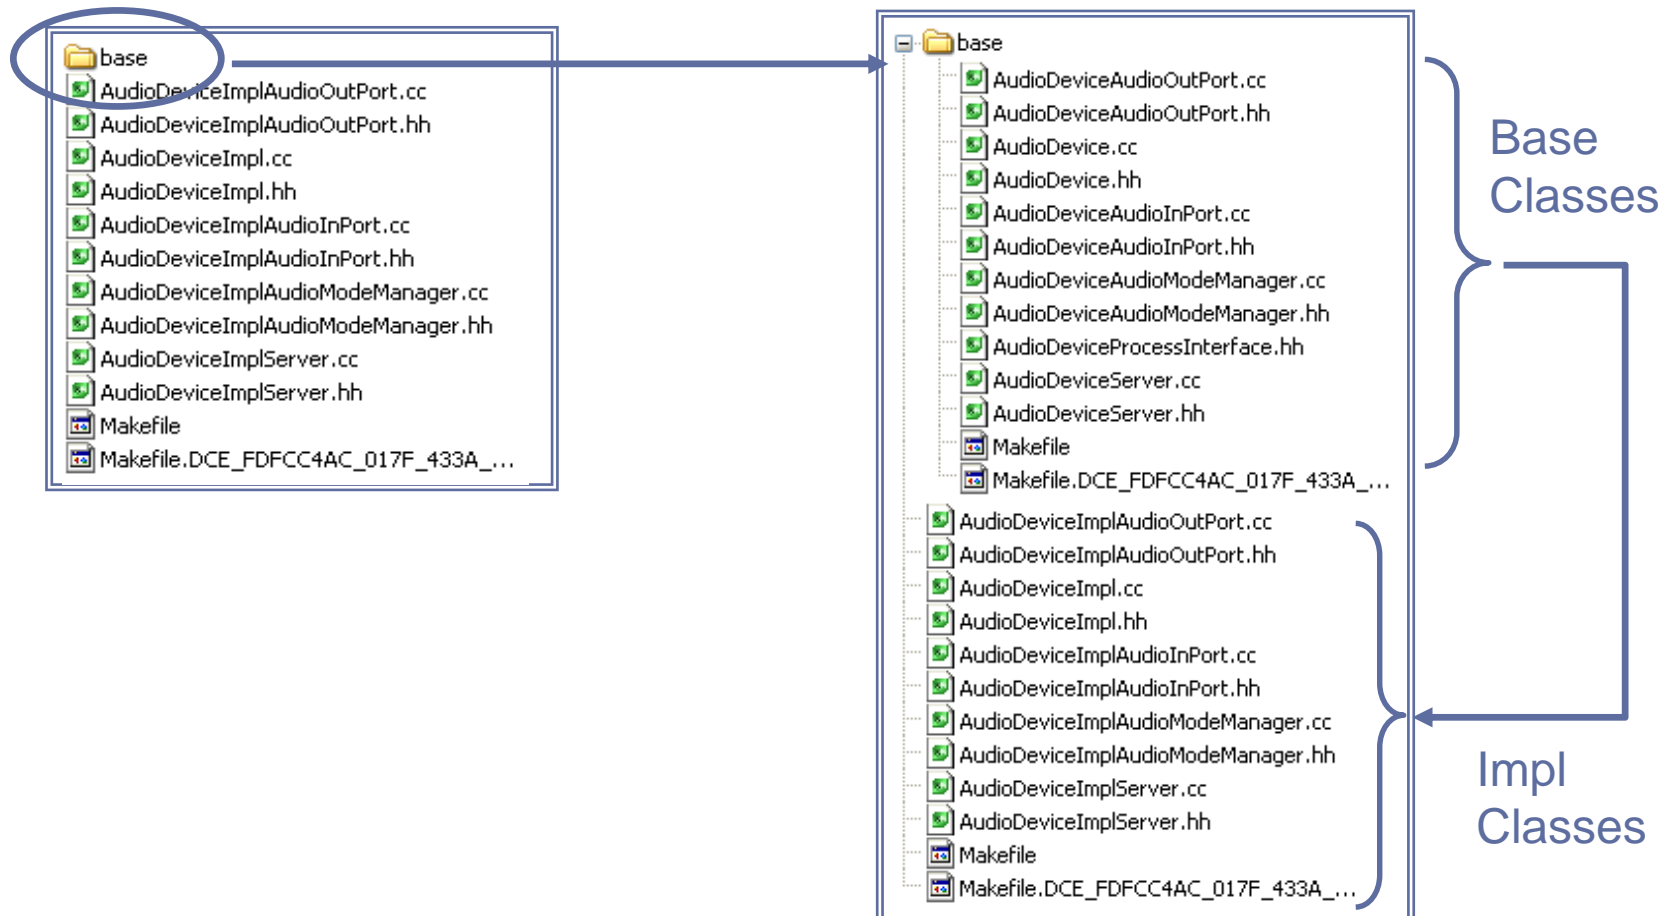 base
AudioDeviceImplAudioOutPort.cc
AudioDeviceImplAudioOutPort.hh
AudioDeviceImpl.cc
AudioDeviceImpl.hh
AudioDeviceImplAudioInPort.cc
AudioDeviceImplAudioInPort.hh
AudioDeviceImplAudioModeManager.cc
AudioDeviceImplAudioModeManager.hh
AudioDeviceImplServer.cc
AudioDeviceImplServer.hh
Makefile
Makefile.DCE_FDFCC4AC_017F_433A_...
base
AudioDeviceAudioOutPort.cc
AudioDeviceAudioOutPort.hh
AudioDevice.cc
AudioDevice.hh
AudioDeviceAudioInPort.cc
AudioDeviceAudioInPort.hh
AudioDeviceAudioModeManager.cc
AudioDeviceAudioModeManager.hh
AudioDeviceProcessInterface.hh
AudioDeviceServer.cc
AudioDeviceServer.hh
Makefile
Makefile.DCE_FDFCC4AC_017F_433A_...
AudioDeviceImplAudioOutPort.cc
AudioDeviceImplAudioOutPort.hh
AudioDeviceImpl.cc
AudioDeviceImpl.hh
AudioDeviceImplAudioInPort.cc
AudioDeviceImplAudioInPort.hh
AudioDeviceImplAudioModeManager.cc
AudioDeviceImplAudioModeManager.hh
AudioDeviceImplServer.cc
AudioDeviceImplServer.hh
Makefile
Makefile.DCE_FDFCC4AC_017F_433A_...
Base
Classes
Impl
Classes